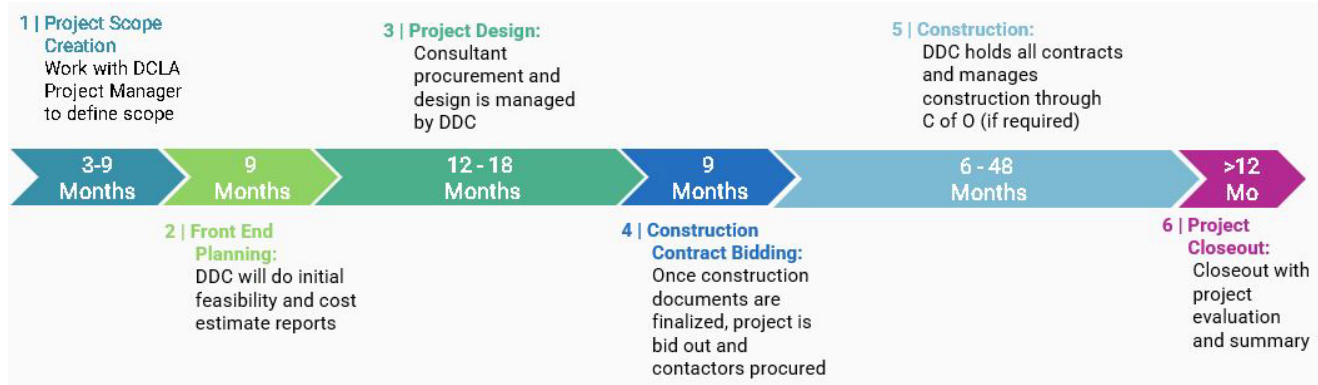 1 | Project Scope
Creation
Work with DCLA
Project Manager
to define scope
3 | Project Design:
Consultant
procurement and
design is managed
by DDC
5 | Construction:
DDC holds all contracts
and manages
construction through
C of O (if required)
3-9
Months
9
Months
12 - 18
Months
9
Months
6 - 48
Months
>12
Mo
2 | Front End
Planning:
DDC will do initial
feasibility and cost
estimate reports
4 | Construction
Contract Bidding:
Once construction
documents are
finalized, project is
bid out and
contactors procured
6 | Project
Closeout:
Closeout with
project
evaluation
and summary